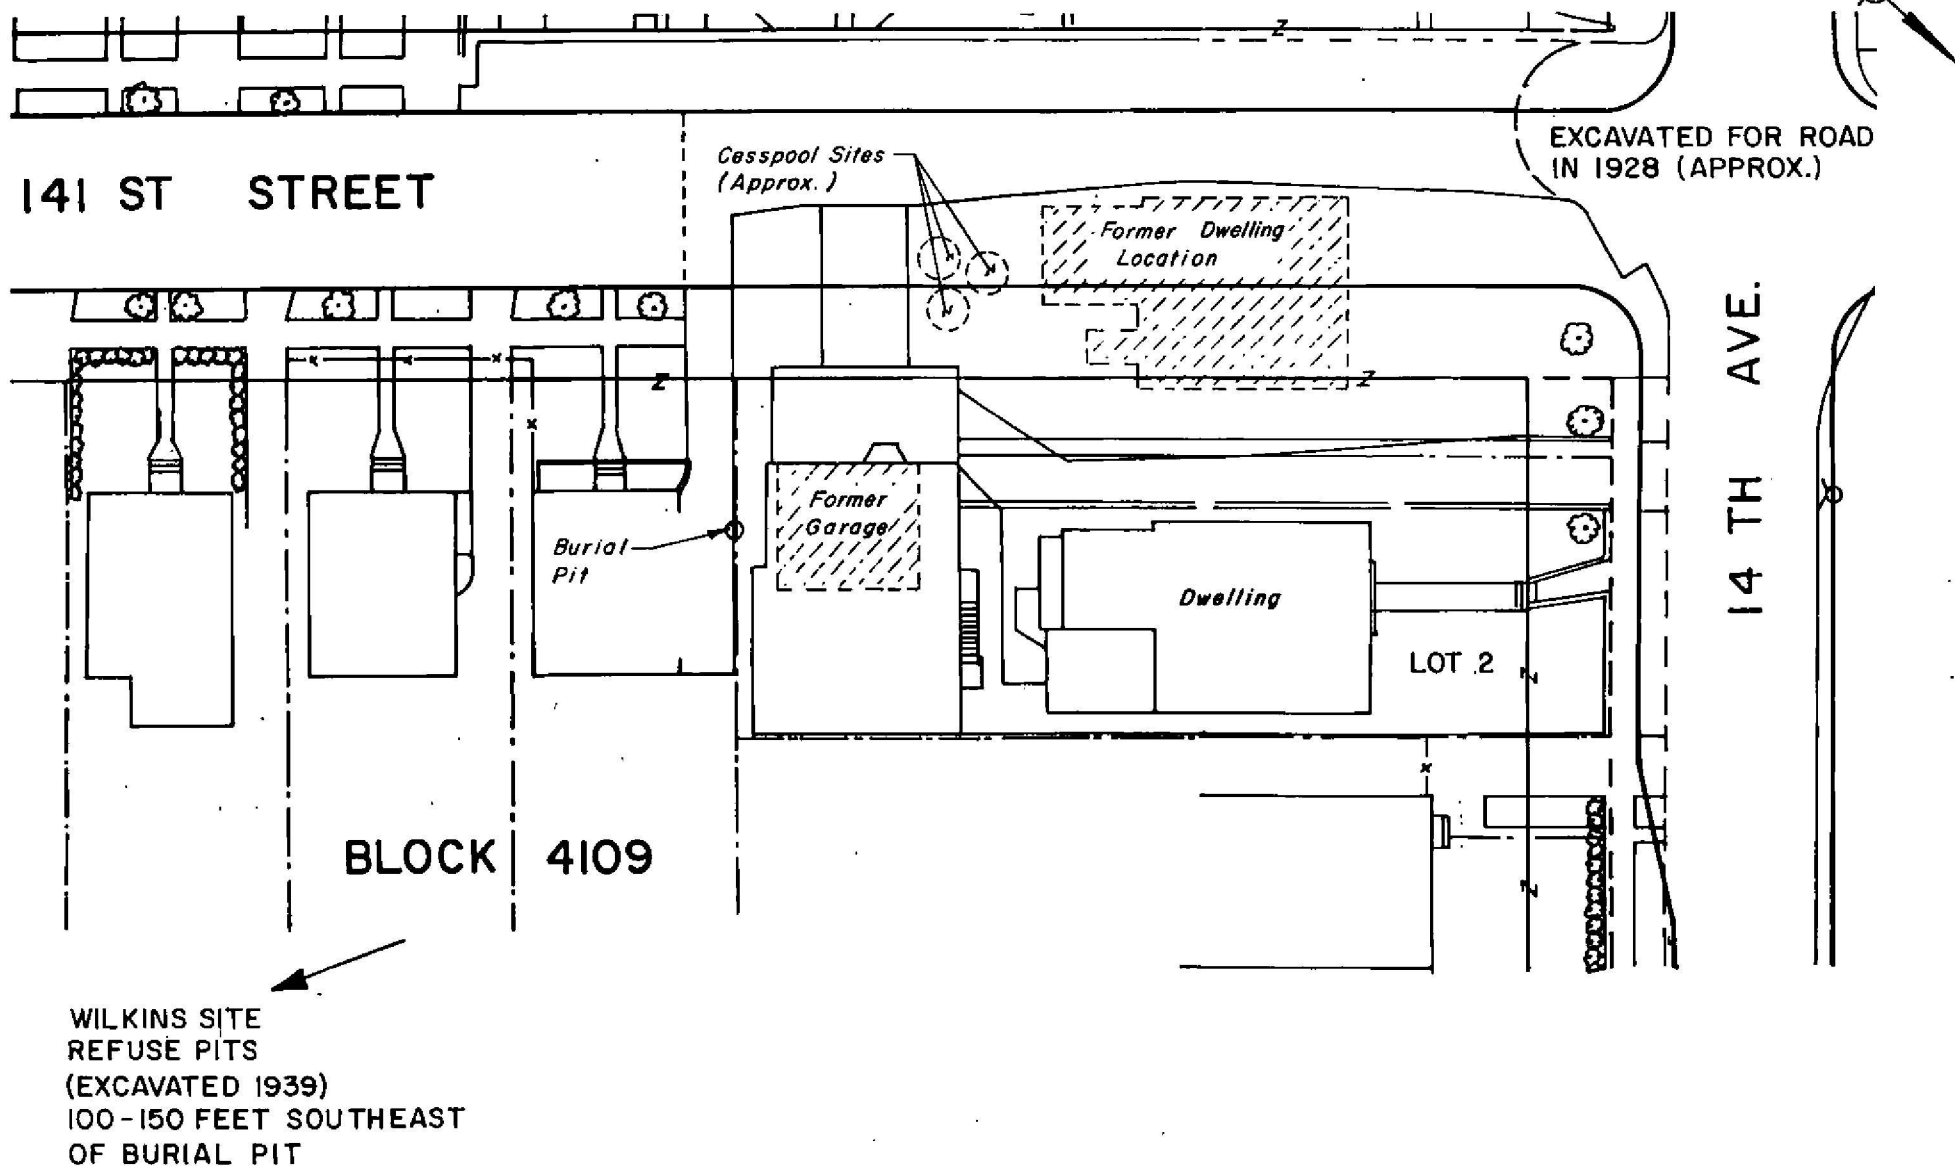 EXCAVATED FOR ROAD
IN 1928 (APPROX.)
Cesspool Sites
(Approx.)
141 ST STREET
Former Dwelling
Location
14 TH AVE.
Former
Garage
Burial
Pit
Dwelling
LOT 2
BLOCK 4109
WILKINS SITE
REFUSE PITS
(EXCAVATED 1939)
100-150 FEET SOUTHEAST
OF BURIAL PIT